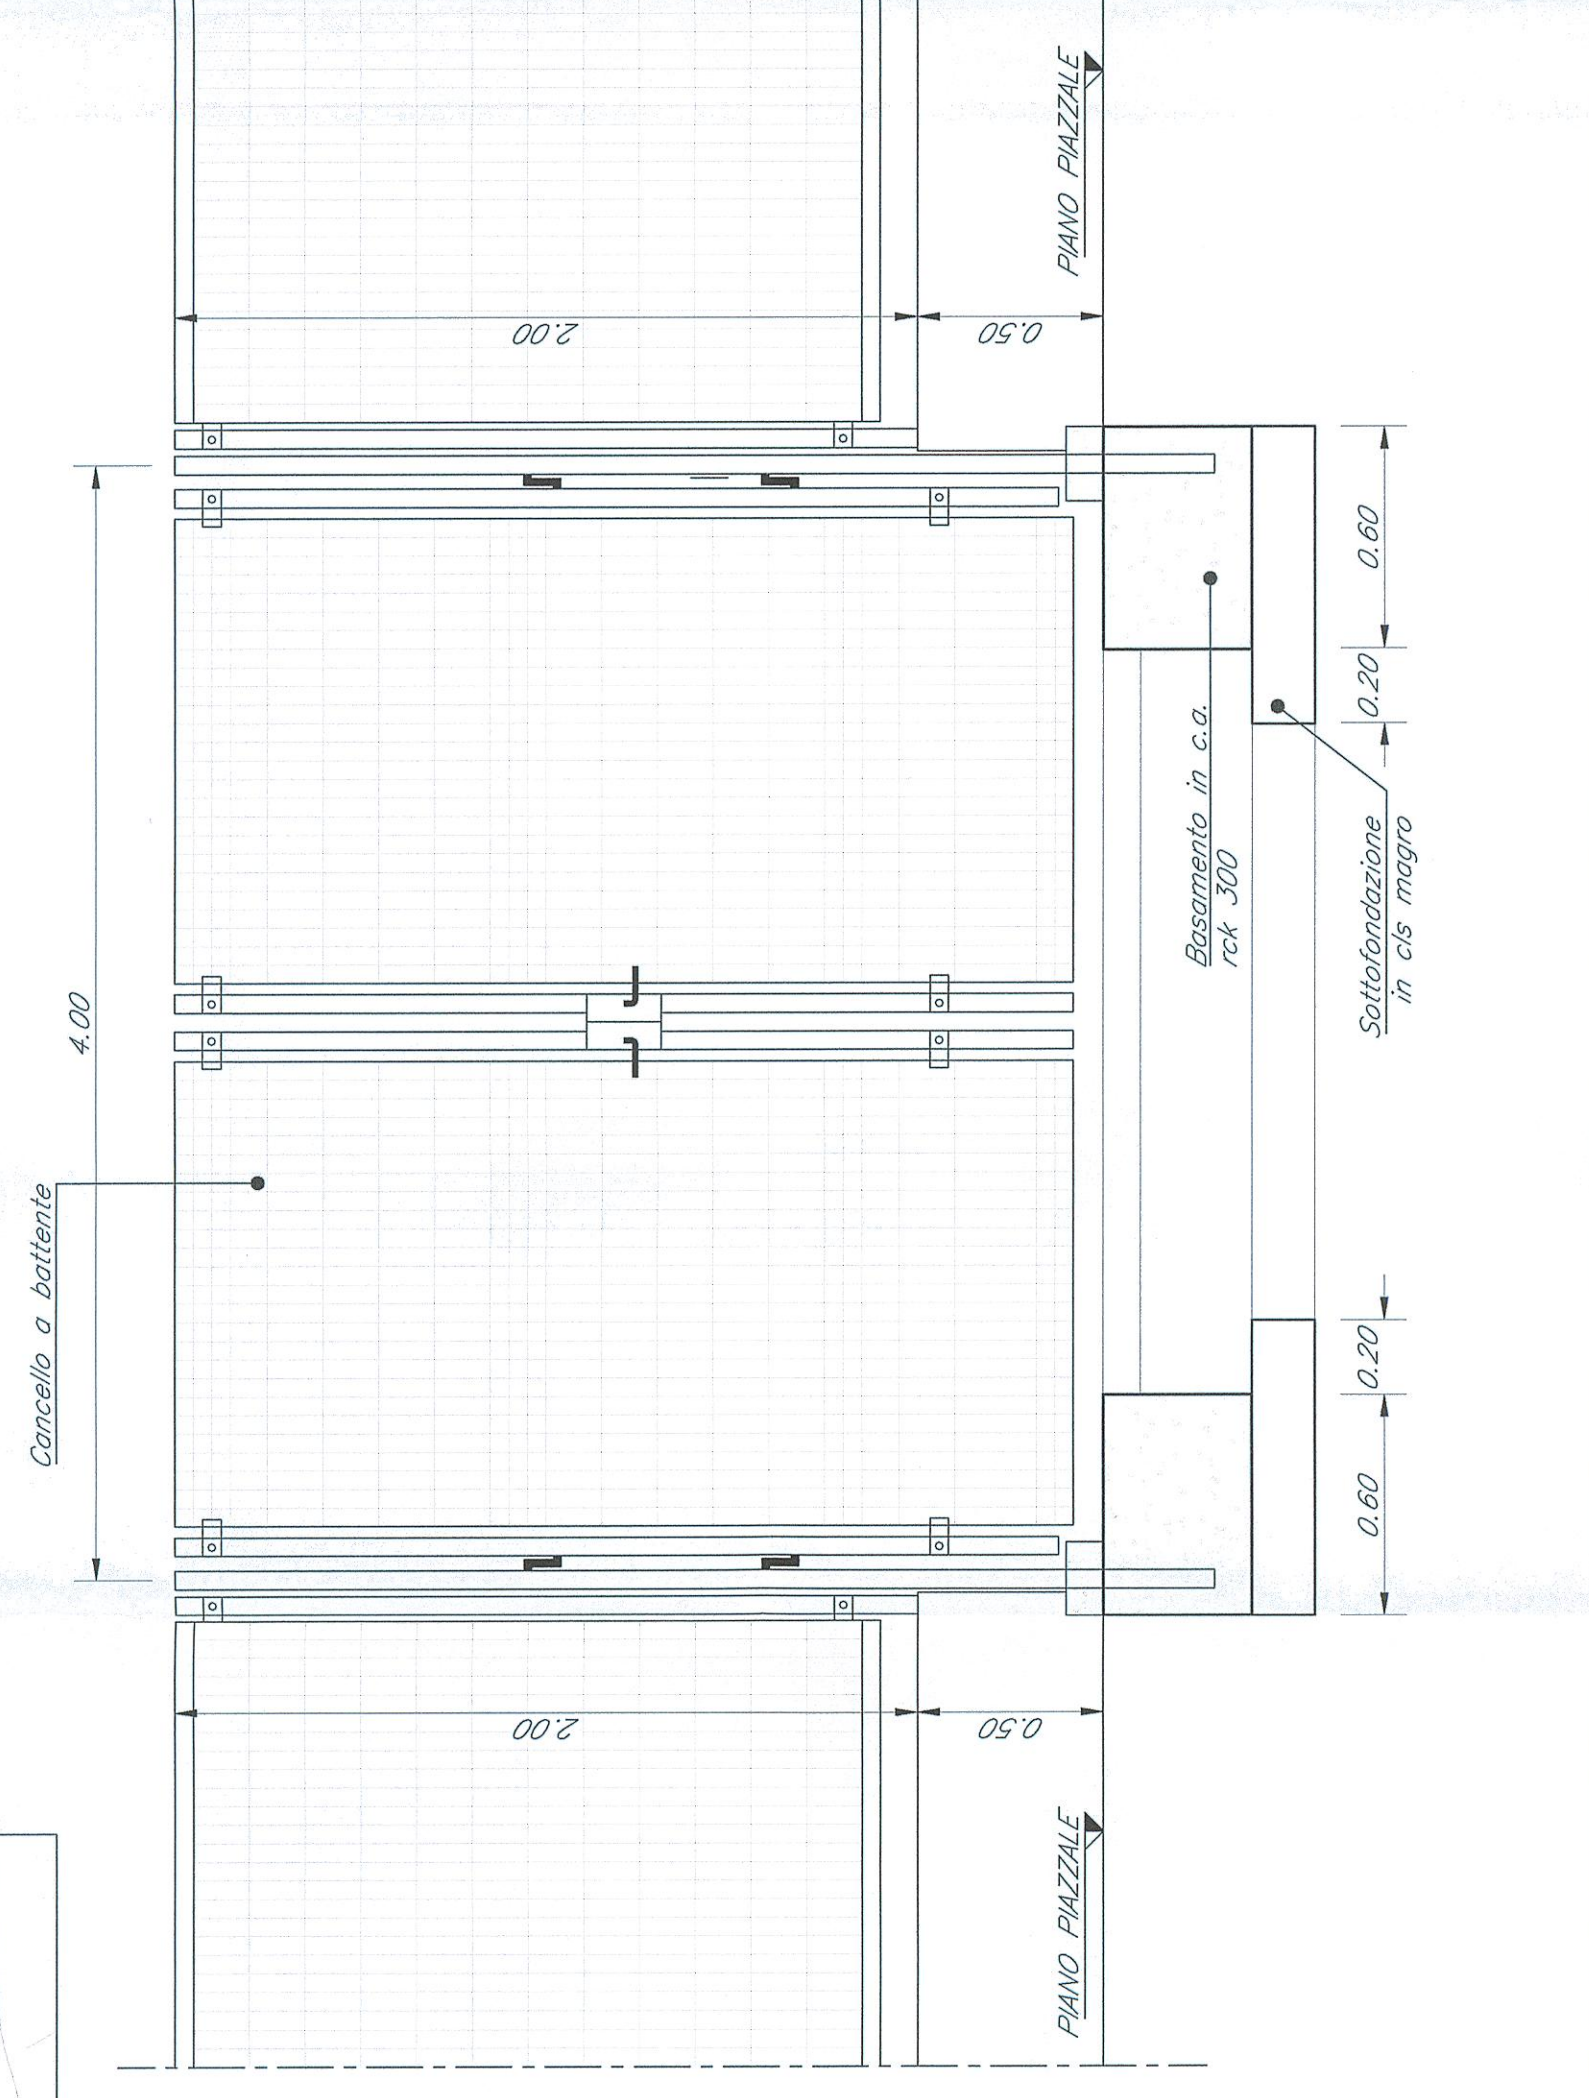 Cancello a battente
4.00
2.00
2.00
0.50
0.50
PIANO PIAZZALE
PIANO PIAZZALE
Basamento in c.a.
rck 300
Sottofondazione
in cls magro
0.60
0.20
0.20
0.60